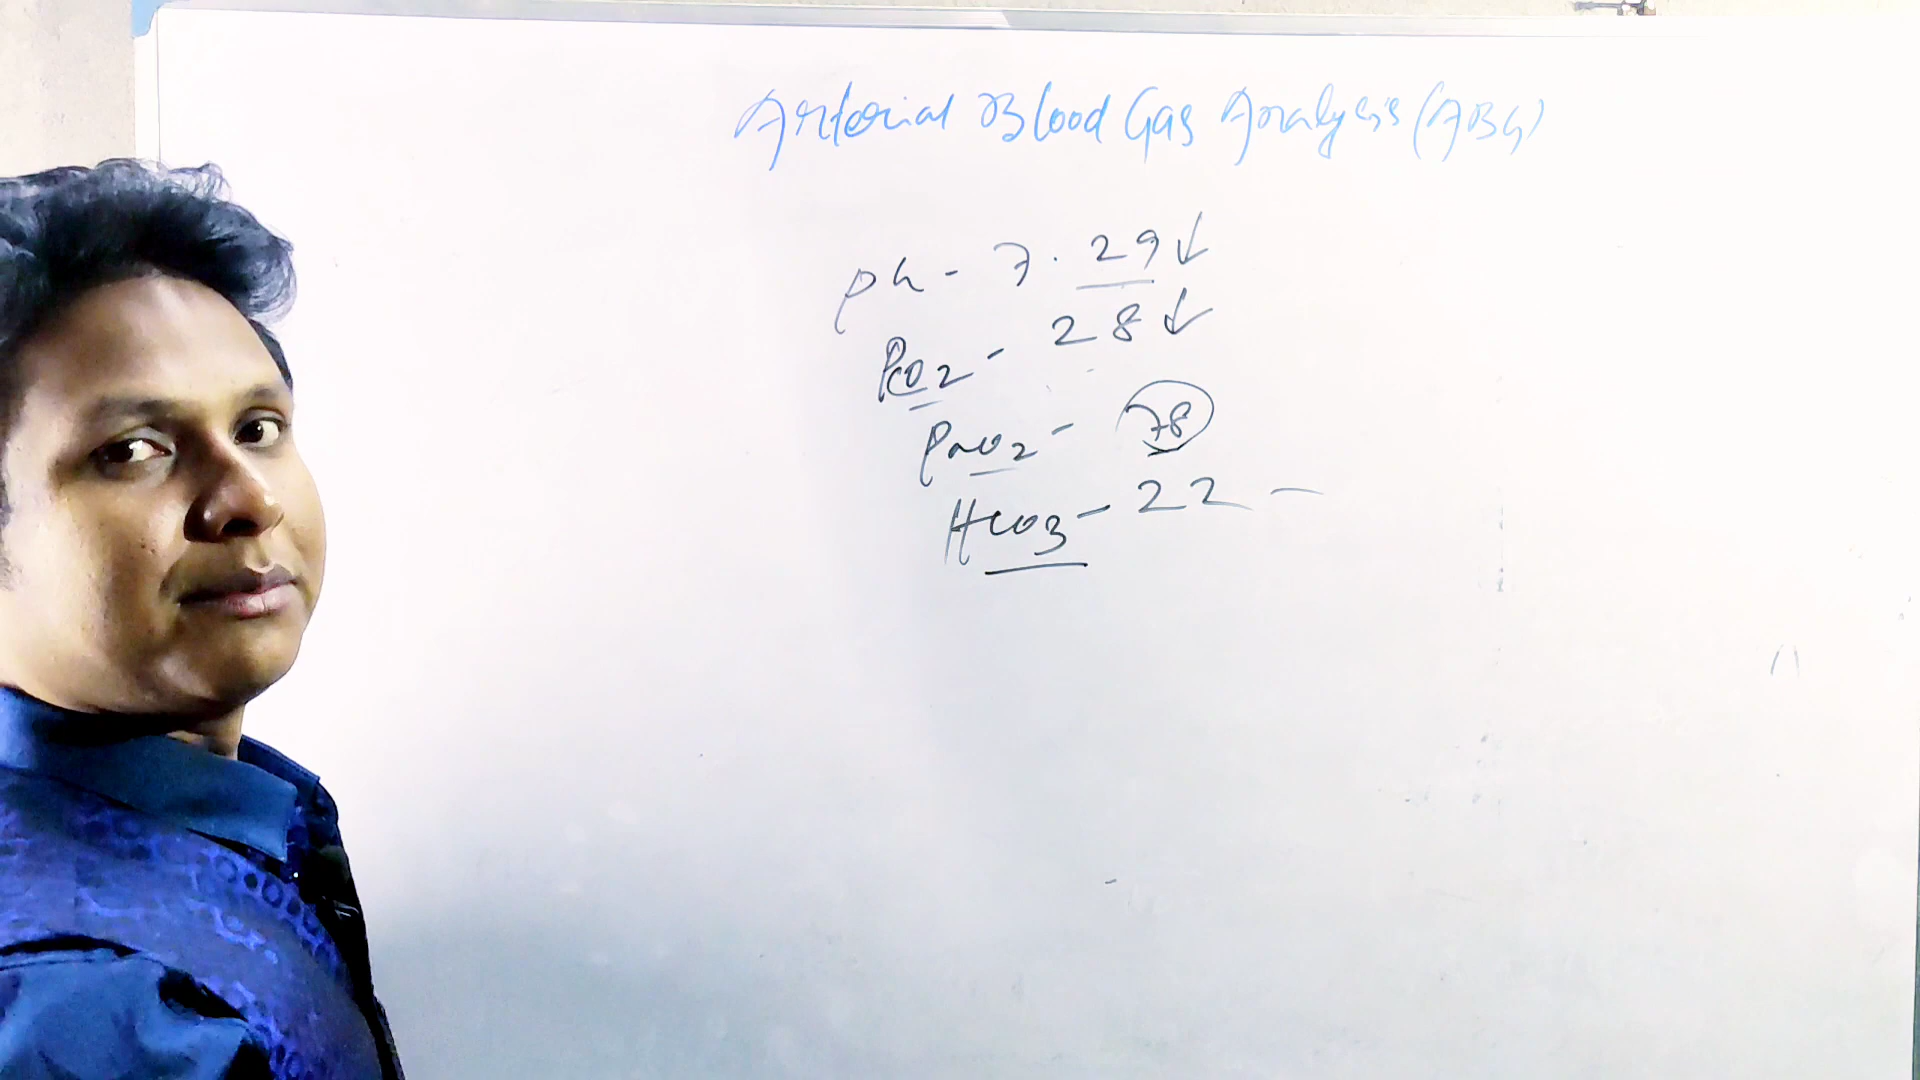 Arterial Blood Gas Analysis (ABG)
ph - 7.29↓
PCO2 - 28↓
PaO2 - 78
HCO3 - 22 -